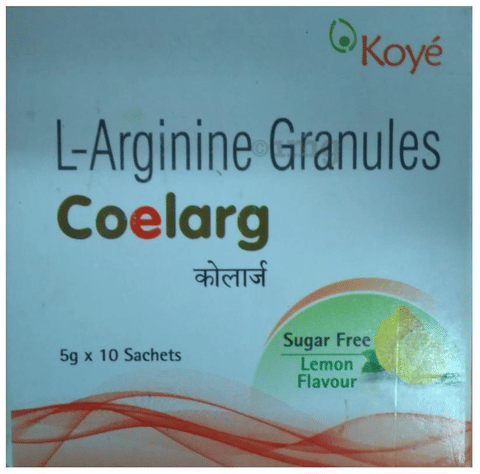 Koyé
L-Arginine Granules
Coelarg
कोलार्ज
5g x 10 Sachets
Sugar Free
Lemon
Flavour